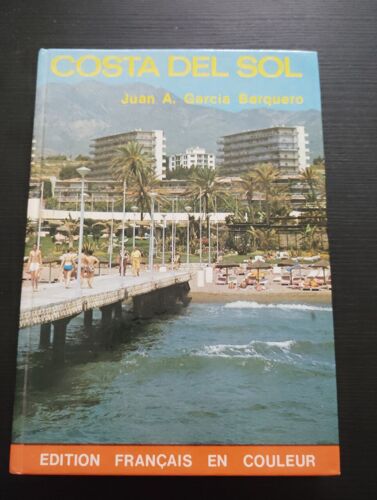 COSTA DEL SOL
Juan A. García Barquero
EDITION FRANÇAIS EN COULEUR